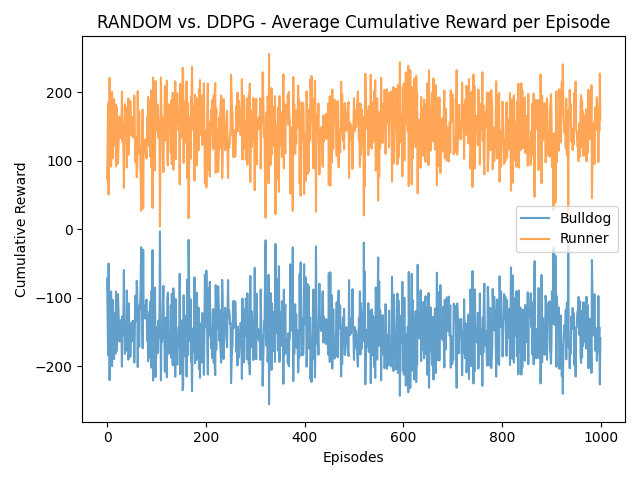 RANDOM vs. DDPG - Average Cumulative Reward per Episode
Cumulative Reward
200
100
0
−100
−200
Bulldog
Runner
0 200 400 600 800 1000
Episodes